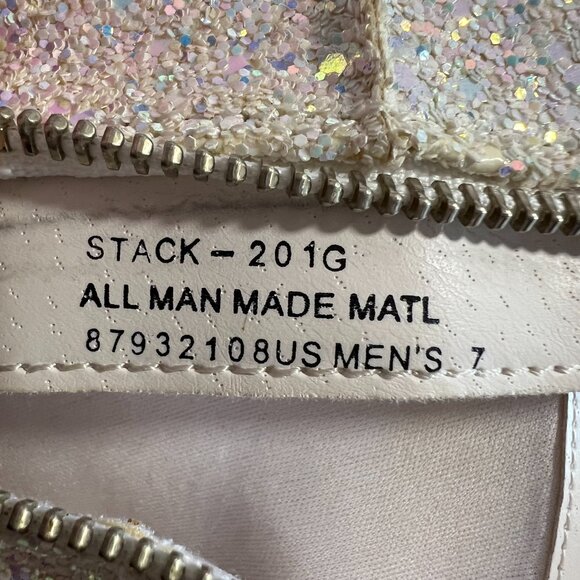 STACK - 201G
ALL MAN MADE MATL
87932108US MEN'S 7